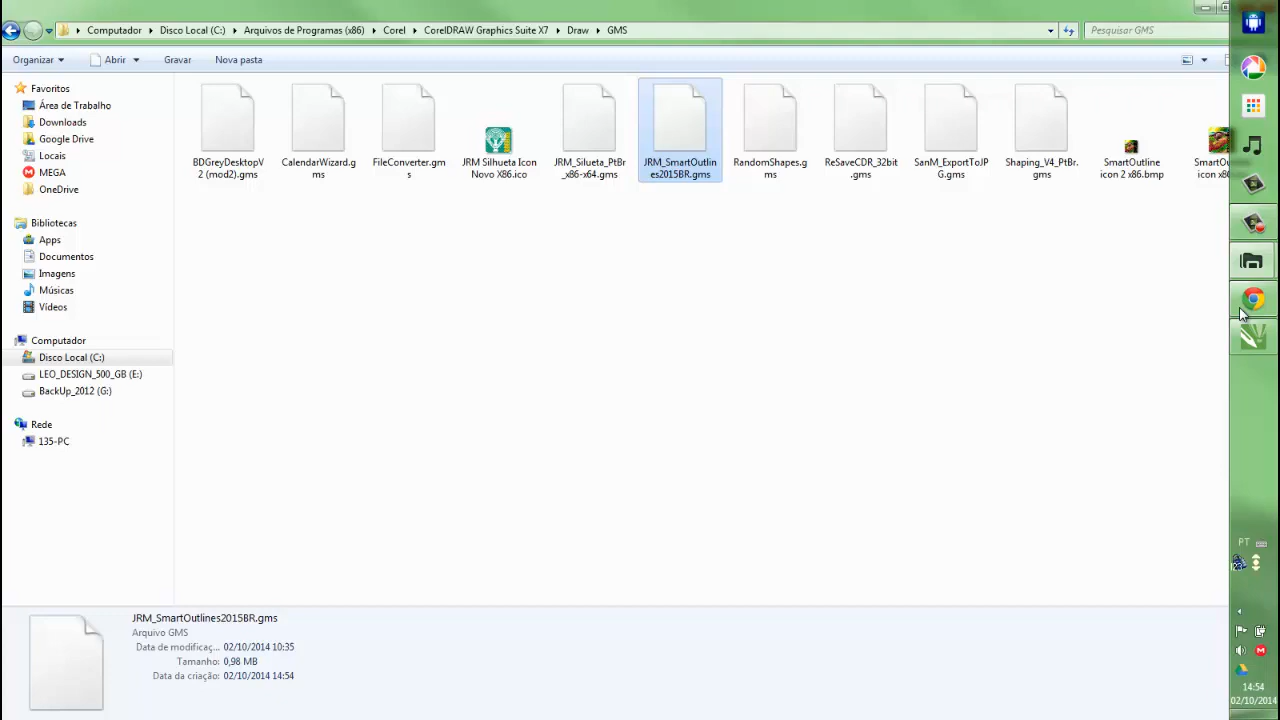 Computador Disco Local (C:) Arquivos de Programas (x86) Corel CorelDRAW Graphics Suite X7 Draw GMS
Pesquisar GMS
Organizar Abrir Gravar Nova pasta
Favoritos
Área de Trabalho
Downloads
Google Drive
Locais
MEGA
OneDrive
Bibliotecas
Apps
Documentos
Imagens
Músicas
Vídeos
Computador
Disco Local (C:)
LEO_DESIGN_500_GB (E:)
BackUp_2012 (G:)
Rede
135-PC
BDGreyDesktopV
2 (mod2).gms
CalendarWizard.g
ms
FileConverter.gm
s
JRM Silhueta Icon
Novo X86.ico
JRM_Silueta_PtBr
_x86-x64.gms
JRM_SmartOutlin
es2015BR.gms
RandomShapes.g
ms
ReSaveCDR_32bit
.gms
SanM_ExportToJP
G.gms
Shaping_V4_PtBr.
gms
SmartOutline
icon 2 x86.bmp
SmartOu
icon x8
JRM_SmartOutlines2015BR.gms
Arquivo GMS
Data de modificaç... 02/10/2014 10:35
Tamanho: 0,98 MB
Data da criação: 02/10/2014 14:54
PT
14:54
02/10/2014